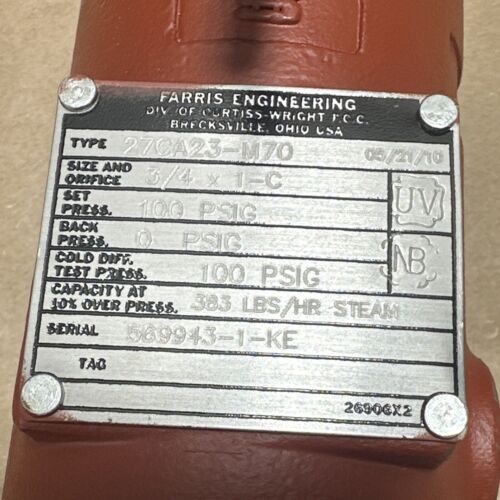 FARRIS ENGINEERING
DIV. OF CURTISS-WRIGHT F.C.C.
BRECKSVILLE, OHIO USA
TYPE 27CA23-M70 05/21/10
SIZE AND ORIFICE 3/4 x 1-C
SET PRESS. 100 PSIG
UV
BACK PRESS. 0 PSIG
NB
COLD DIFF. TEST PRESS. 100 PSIG
CAPACITY AT 10% OVER PRESS. 383 LBS/HR STEAM
SERIAL 569943-1-KE
TAG
26906X2